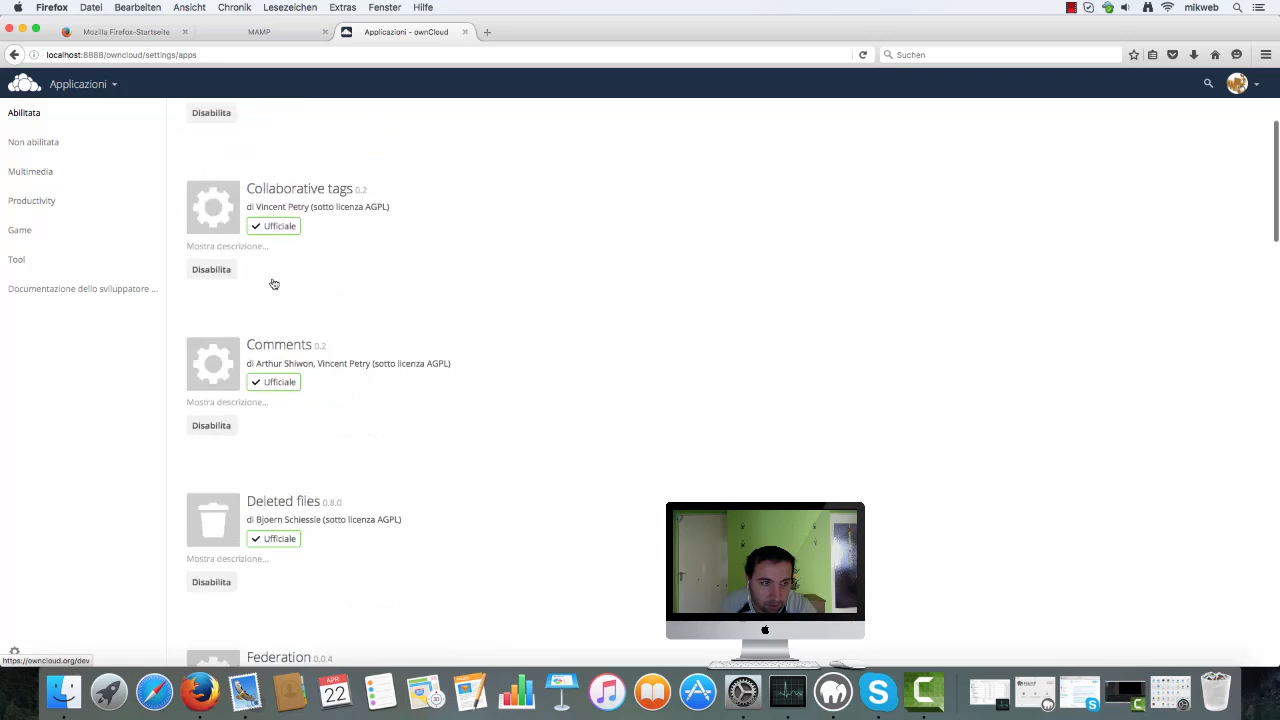 Firefox Datei Bearbeiten Ansicht Chronik Lesezeichen Extras Fenster Hilfe mikweb
Mozilla Firefox-Startseite MAMP Applicazioni - ownCloud
localhost:8888/owncloud/settings/apps Suchen
Applicazioni
Abilitata
Non abilitata
Multimedia
Productivity
Game
Tool
Documentazione dello sviluppatore ...
Disabilita
Collaborative tags 0.2
di Vincent Petry (sotto licenza AGPL)
Ufficiale
Mostra descrizione...
Disabilita
Comments 0.2
di Arthur Shiwon, Vincent Petry (sotto licenza AGPL)
Ufficiale
Mostra descrizione...
Disabilita
Deleted files 0.8.0
di Bjoern Schiessle (sotto licenza AGPL)
Ufficiale
Mostra descrizione...
Disabilita
Federation 0.0.4
https://owncloud.org/dev
APR
22